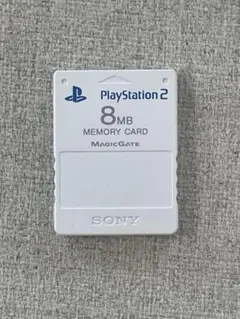 PlayStation 2
8MB
MEMORY CARD
MAGICGATE
SONY